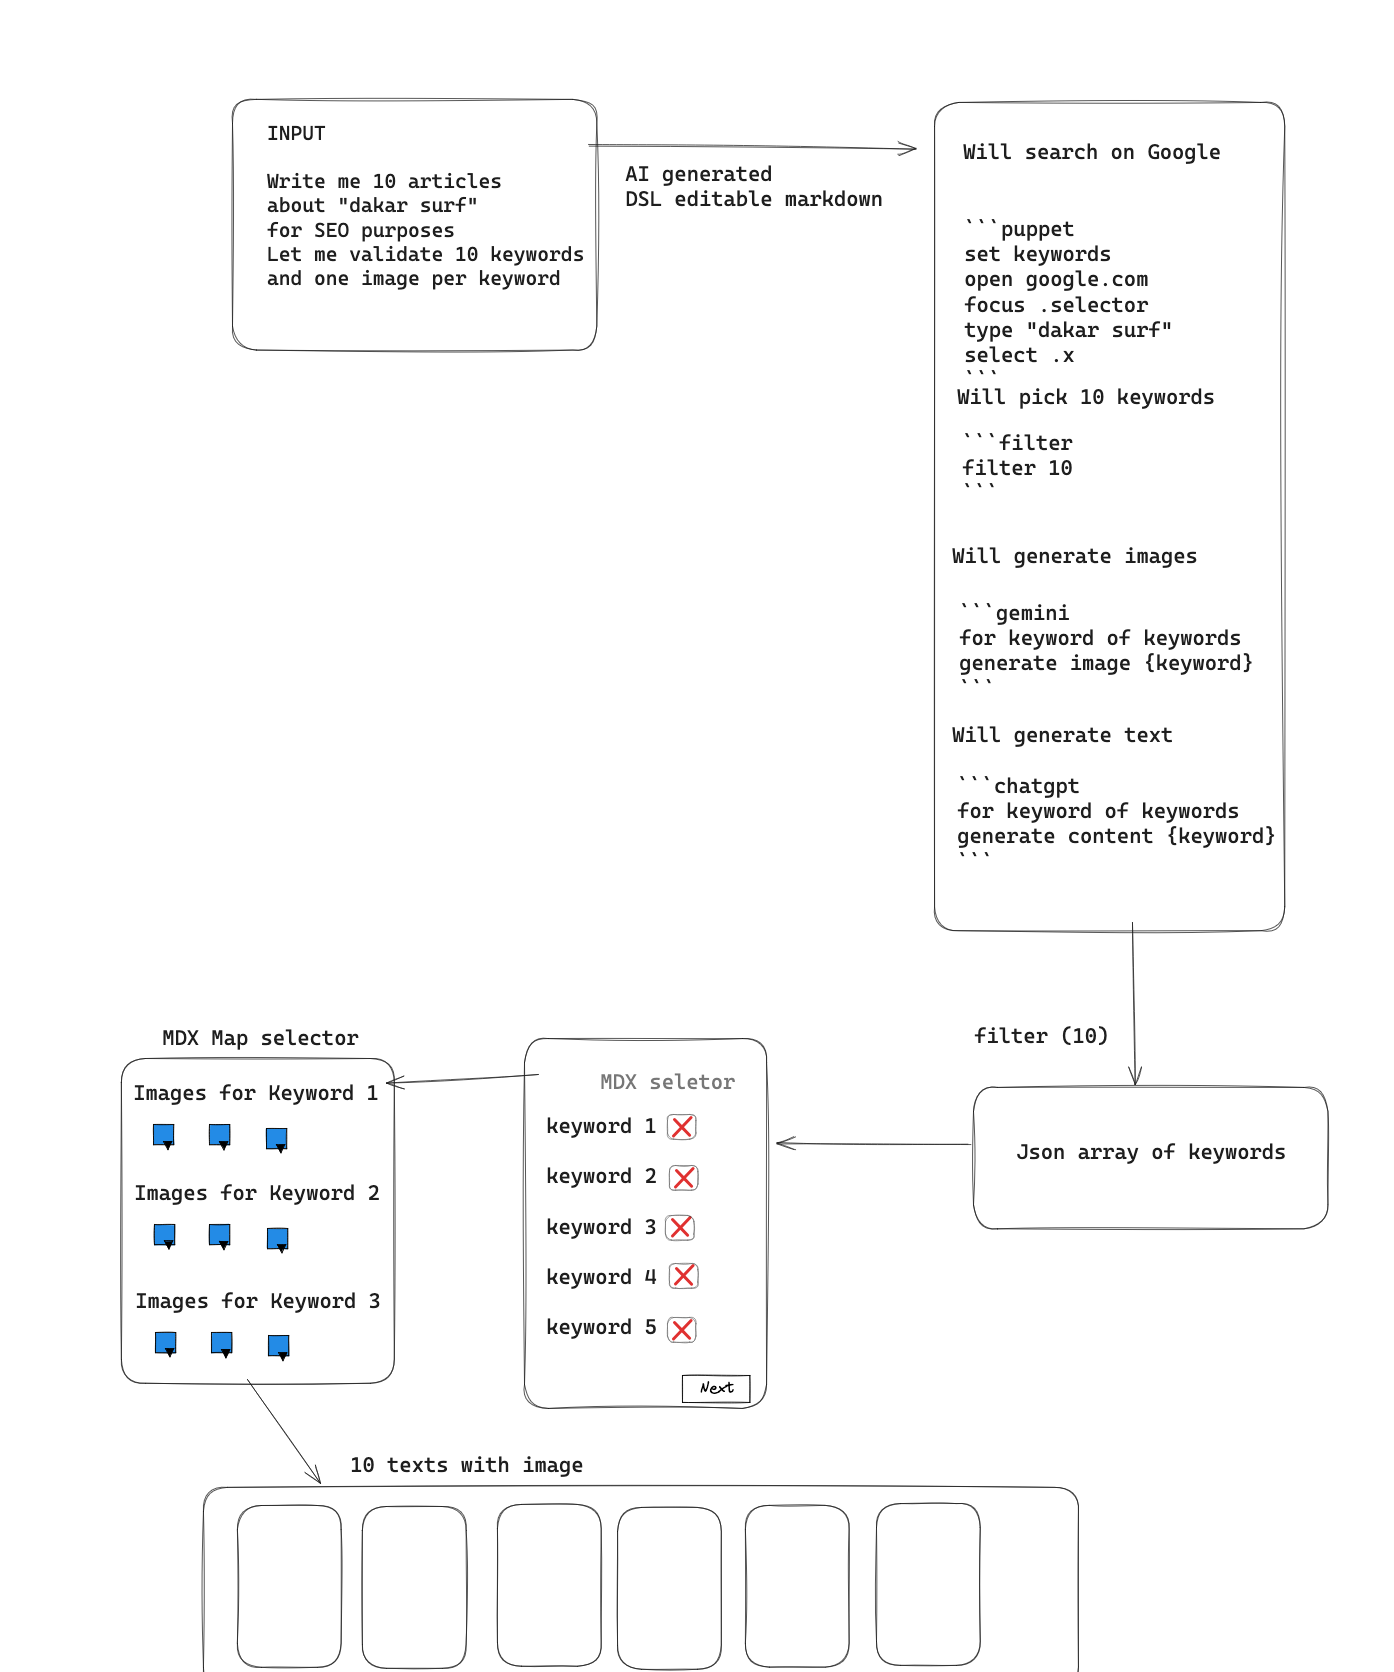 INPUT
Write me 10 articles
about "dakar surf"
for SEO purposes
Let me validate 10 keywords
and one image per keyword
AI generated
DSL editable markdown
Will search on Google
```puppet
set keywords
open google.com
focus .selector
type "dakar surf"
select .x
```
Will pick 10 keywords
```filter
filter 10
```
Will generate images
```gemini
for keyword of keywords
generate image {keyword}
```
Will generate text
```chatgpt
for keyword of keywords
generate content {keyword}
```
filter (10)
Json array of keywords
MDX seletor
keyword 1
keyword 2
keyword 3
keyword 4
keyword 5
Next
MDX Map selector
Images for Keyword 1
Images for Keyword 2
Images for Keyword 3
10 texts with image